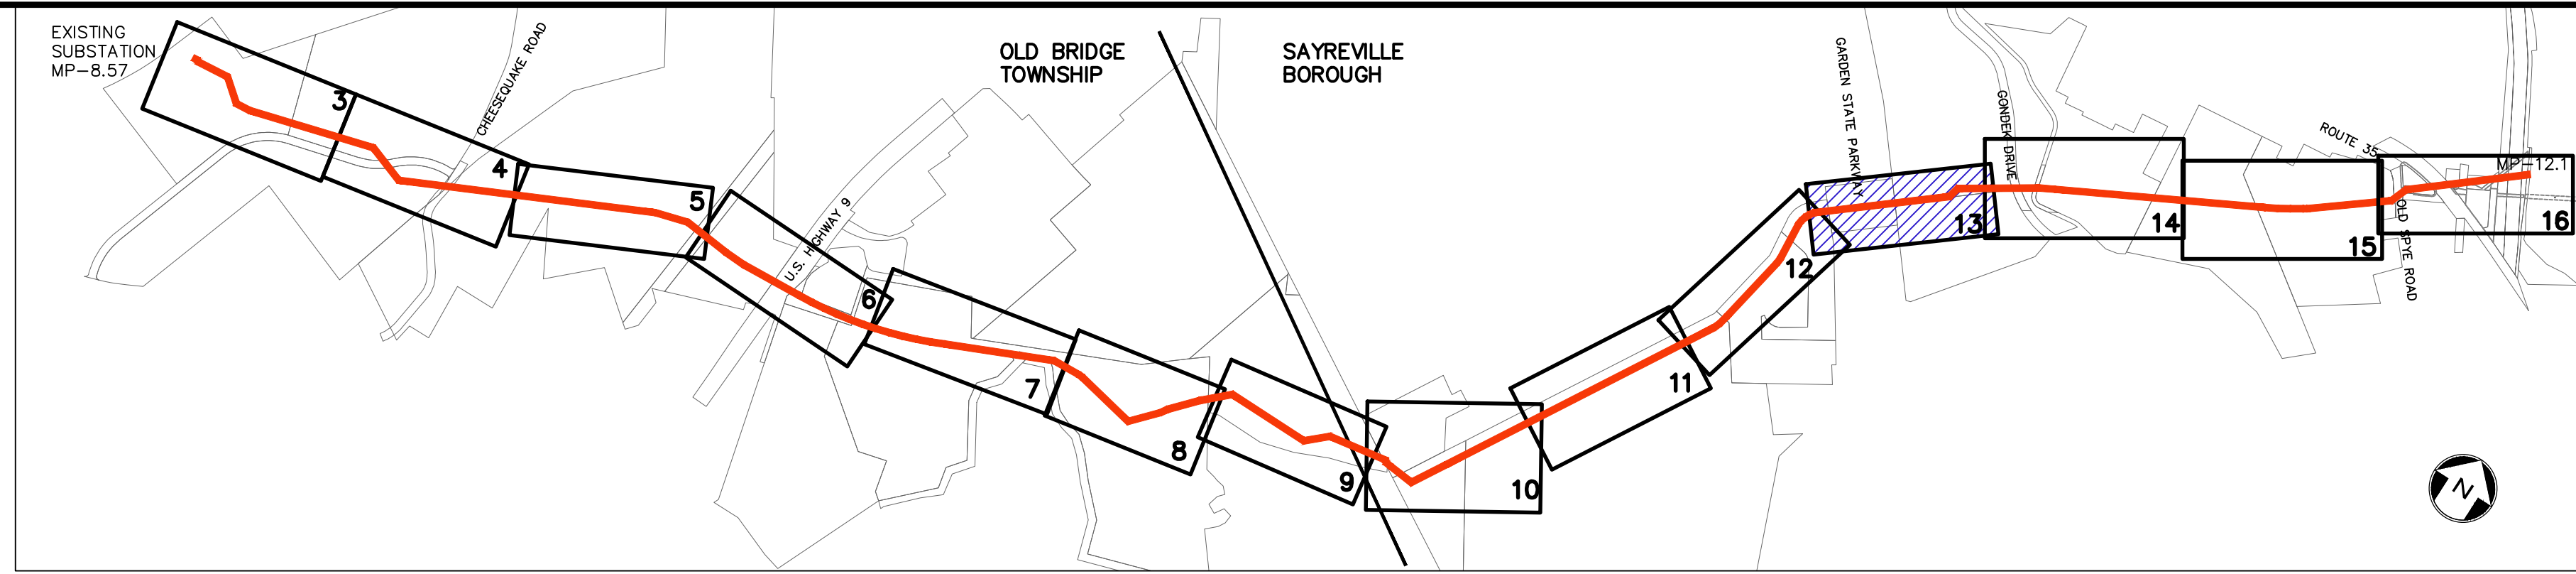 EXISTING
SUBSTATION
MP-8.57
3
CHEESEQUAKE ROAD
4
5
U.S. HIGHWAY 9
6
7
8
OLD BRIDGE
TOWNSHIP
SAYREVILLE
BOROUGH
9
10
11
12
GARDEN STATE PARKWAY
13
GONDEK DRIVE
14
15
ROUTE 35
OLD SPYE ROAD
MP-12.1
16
N